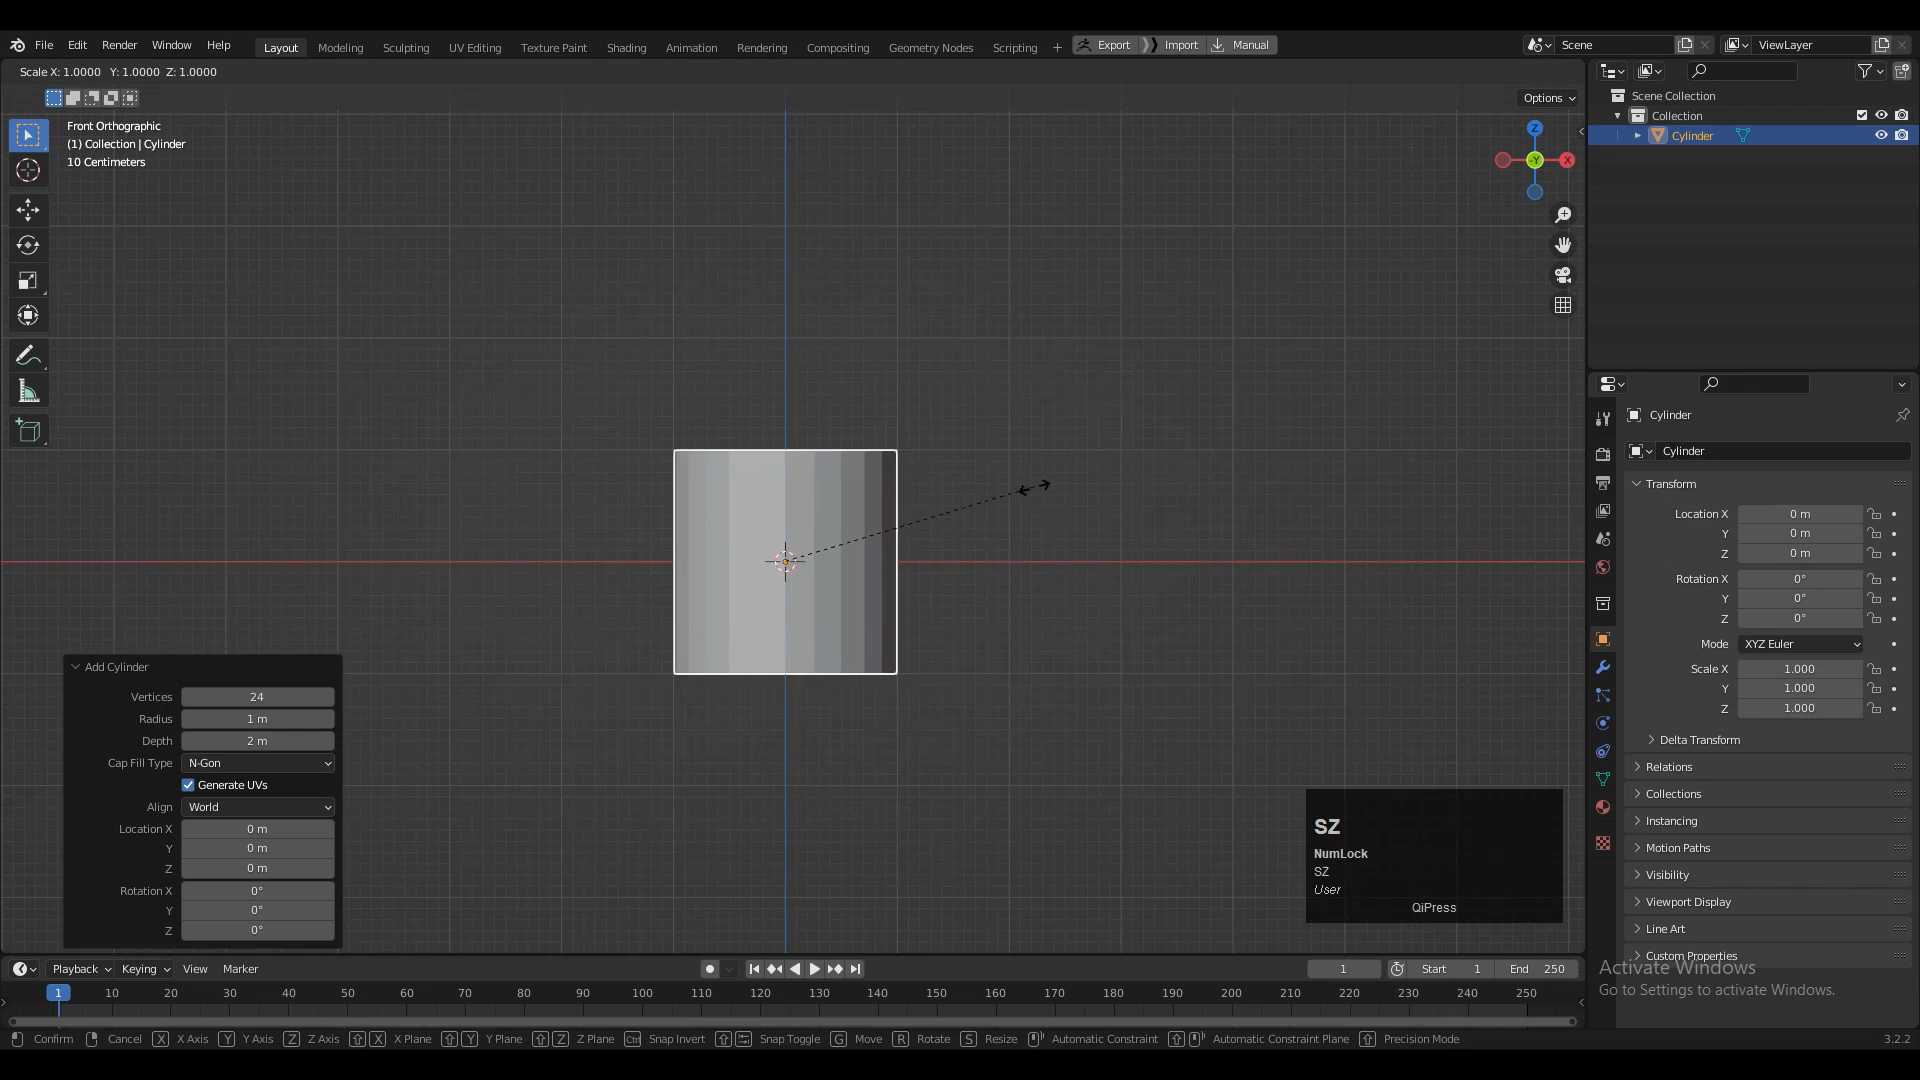 File Edit Render Window Help
Layout Modeling Sculpting UV Editing Texture Paint Shading Animation Rendering Compositing Geometry Nodes Scripting +
Export Import Manual
Scene
ViewLayer
Scale X: 1.0000 Y: 1.0000 Z: 1.0000
Options
Front Orthographic
(1) Collection | Cylinder
10 Centimeters
Z
-Y
X
Scene Collection
Collection
Cylinder
Cylinder
Cylinder
Transform
Location X 0 m
Y 0 m
Z 0 m
Rotation X 0°
Y 0°
Z 0°
Mode XYZ Euler
Scale X 1.000
Y 1.000
Z 1.000
Delta Transform
Relations
Collections
Instancing
Motion Paths
Visibility
Viewport Display
Line Art
Custom Properties
Activate Windows
Go to Settings to activate Windows.
Add Cylinder
Vertices 24
Radius 1 m
Depth 2 m
Cap Fill Type N-Gon
Generate UVs
Align World
Location X 0 m
Y 0 m
Z 0 m
Rotation X 0°
Y 0°
Z 0°
SZ
NumLock
SZ
User
QiPress
Playback Keying View Marker
1 Start 1 End 250
1 10 20 30 40 50 60 70 80 90 100 110 120 130 140 150 160 170 180 190 200 210 220 230 240 250
Confirm Cancel X X Axis Y Y Axis Z Z Axis X X Plane Y Y Plane Z Z Plane Ctrl Snap Invert Snap Toggle G Move R Rotate S Resize Automatic Constraint Automatic Constraint Plane Precision Mode
3.2.2